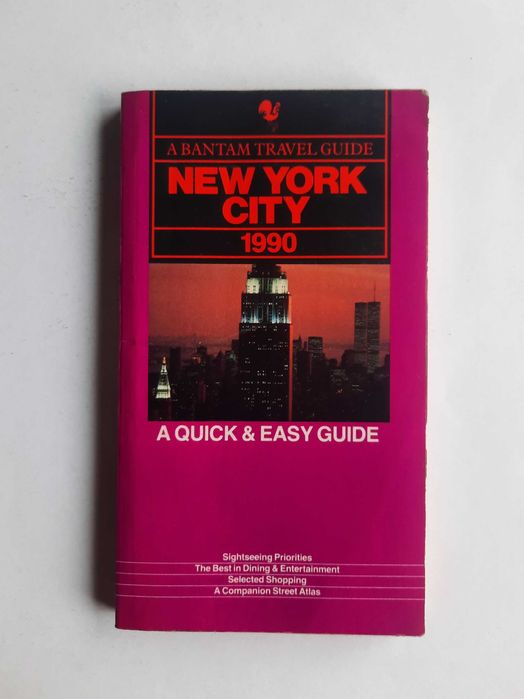 A BANTAM TRAVEL GUIDE
NEW YORK
CITY
1990
A QUICK & EASY GUIDE
Sightseeing Priorities
The Best in Dining & Entertainment
Selected Shopping
A Companion Street Atlas